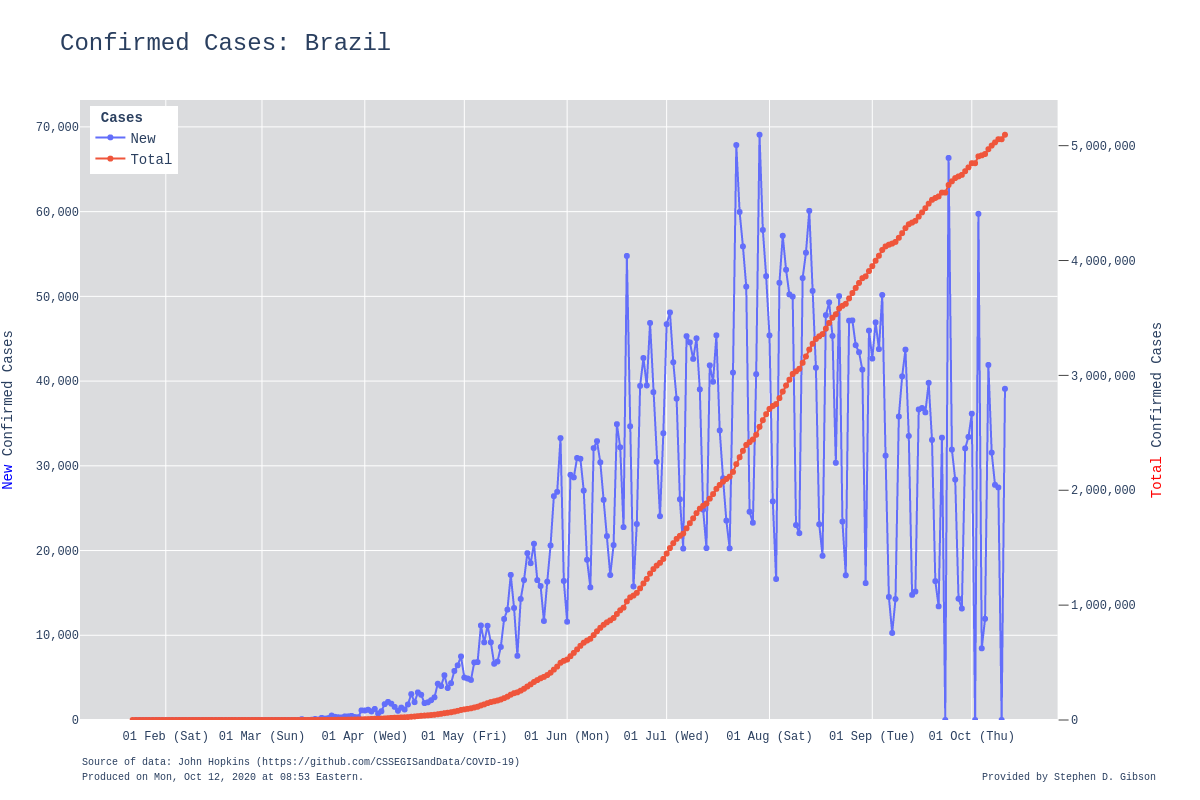 Confirmed Cases: Brazil
Cases
New
Total
70,000
60,000
50,000
40,000
30,000
20,000
10,000
0
New Confirmed Cases
5,000,000
4,000,000
3,000,000
2,000,000
1,000,000
0
Total Confirmed Cases
01 Feb (Sat) 01 Mar (Sun) 01 Apr (Wed) 01 May (Fri) 01 Jun (Mon) 01 Jul (Wed) 01 Aug (Sat) 01 Sep (Tue) 01 Oct (Thu)
Source of data: John Hopkins (https://github.com/CSSEGISandData/COVID-19)
Produced on Mon, Oct 12, 2020 at 08:53 Eastern.
Provided by Stephen D. Gibson